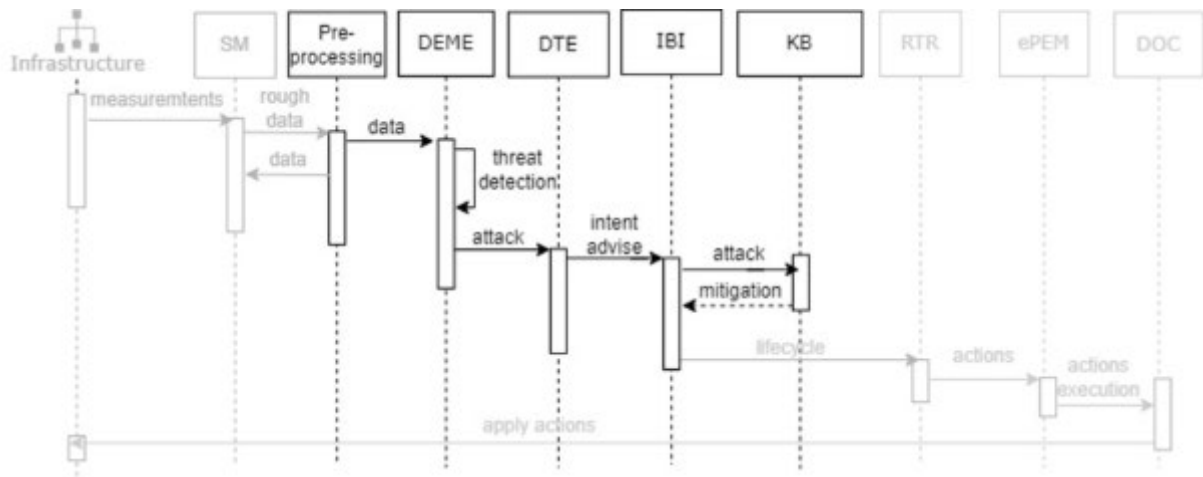 Infrastructure
SM
Pre-
processing
DEME
DTE
IBI
KB
RTR
ePEM
DOC
measuremtents
rough
data
data
data
threat
detection
attack
intent
advise
attack
mitigation
lifecycle
actions
actions
execution
apply actions